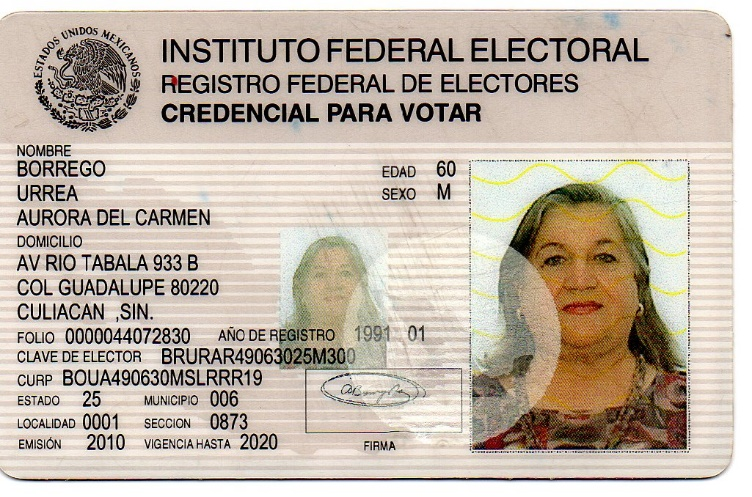 ESTADOS UNIDOS MEXICANOS
INSTITUTO FEDERAL ELECTORAL
REGISTRO FEDERAL DE ELECTORES
CREDENCIAL PARA VOTAR
NOMBRE
BORREGO
URREA
AURORA DEL CARMEN
EDAD 60
SEXO M
DOMICILIO
AV RIO TABALA 933 B
COL GUADALUPE 80220
CULIACAN ,SIN.
FOLIO 0000044072830 AÑO DE REGISTRO 1991 01
CLAVE DE ELECTOR BRURAR49063025M300
CURP BOUA490630MSLRRR19
ESTADO 25 MUNICIPIO 006
LOCALIDAD 0001 SECCION 0873
EMISIÓN 2010 VIGENCIA HASTA 2020
FIRMA